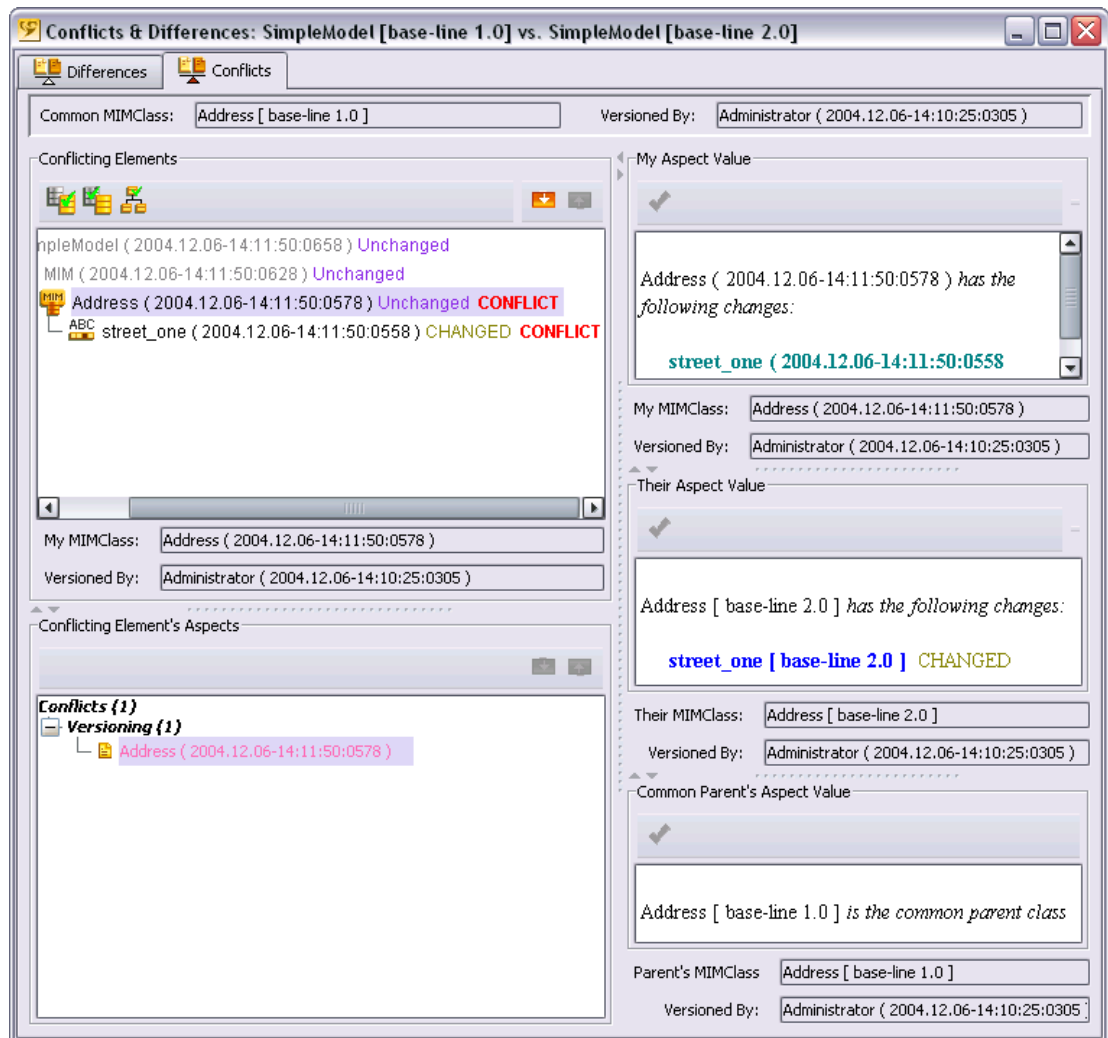 Conflicts & Differences: SimpleModel [base-line 1.0] vs. SimpleModel [base-line 2.0]
Differences
Conflicts
Common MIMClass: Address [ base-line 1.0 ]
Versioned By: Administrator ( 2004.12.06-14:10:25:0305 )
Conflicting Elements
npleModel ( 2004.12.06-14:11:50:0658 ) Unchanged
MIM ( 2004.12.06-14:11:50:0628 ) Unchanged
MIM Address ( 2004.12.06-14:11:50:0578 ) Unchanged CONFLICT
ABC street_one ( 2004.12.06-14:11:50:0558 ) CHANGED CONFLICT
My MIMClass: Address ( 2004.12.06-14:11:50:0578 )
Versioned By: Administrator ( 2004.12.06-14:10:25:0305 )
Conflicting Element's Aspects
Conflicts {1}
Versioning {1}
Address ( 2004.12.06-14:11:50:0578 )
My Aspect Value
Address ( 2004.12.06-14:11:50:0578 ) has the
following changes:
street_one ( 2004.12.06-14:11:50:0558
My MIMClass: Address ( 2004.12.06-14:11:50:0578 )
Versioned By: Administrator ( 2004.12.06-14:10:25:0305 )
Their Aspect Value
Address [ base-line 2.0 ] has the following changes:
street_one [ base-line 2.0 ] CHANGED
Their MIMClass: Address [ base-line 2.0 ]
Versioned By: Administrator ( 2004.12.06-14:10:25:0305 )
Common Parent's Aspect Value
Address [ base-line 1.0 ] is the common parent class
Parent's MIMClass Address [ base-line 1.0 ]
Versioned By: Administrator ( 2004.12.06-14:10:25:0305 )